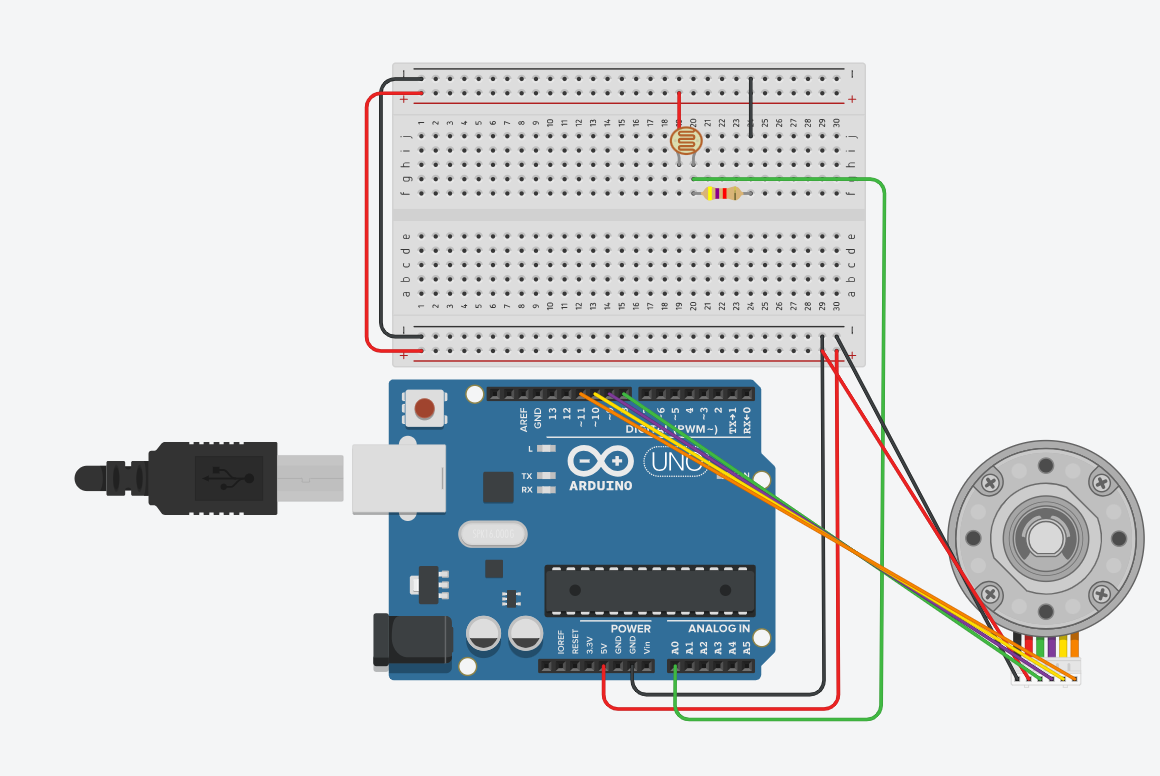 − −
+ +
1 2 3 4 5 6 7 8 9 10 11 12 13 14 15 16 17 18 19 20 21 22 23 24 25 26 27 28 29 30
j j
i i
h h
g g
f f
e e
d d
c c
b b
a a
1 2 3 4 5 6 7 8 9 10 11 12 13 14 15 16 17 18 19 20 21 22 23 24 25 26 27 28 29 30
− −
+ +
AREF GND 13 12 ~11 ~10 ~9 8 ~6 ~5 4 ~3 2 TX→1 RX←0
DIGITAL (PWM~)
L
TX
RX
UNO
ARDUINO
POWER ANALOG IN
IOREF RESET 3.3V 5V GND GND Vin A0 A1 A2 A3 A4 A5